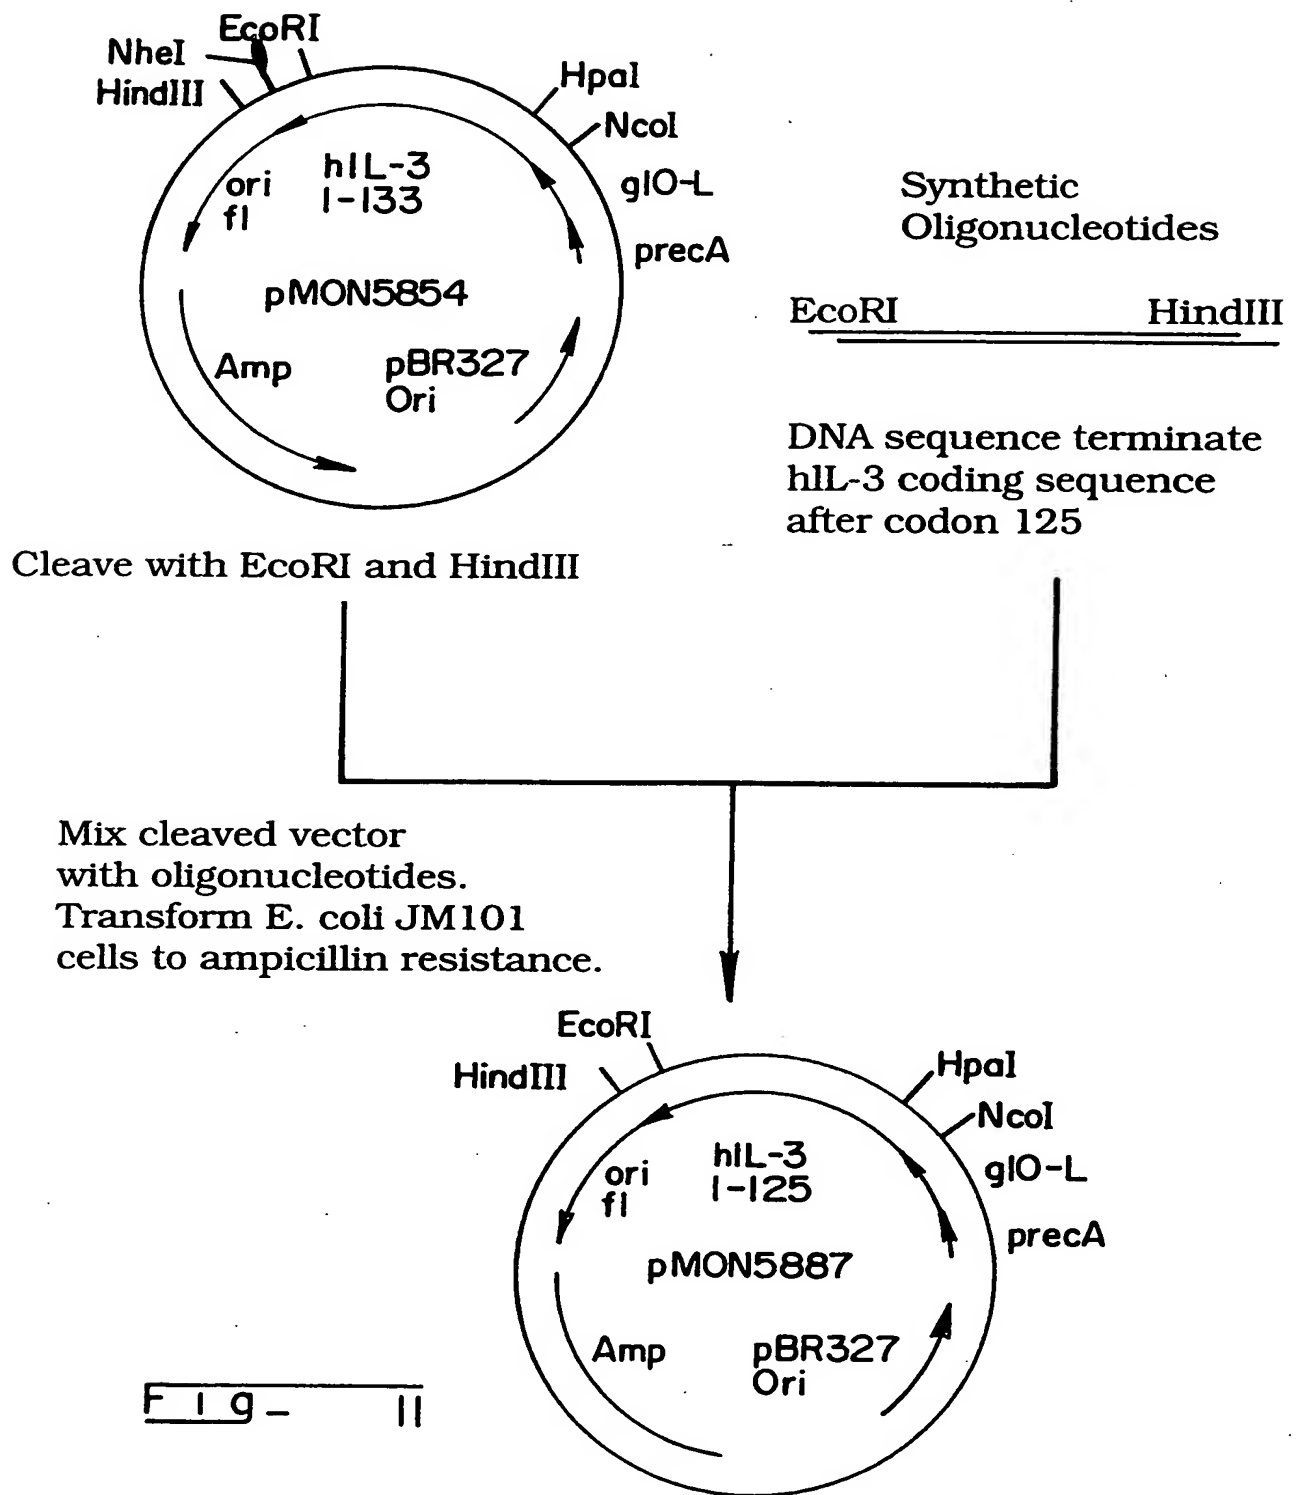 EcoRI
NheI
HindIII
HpaI
NcoI
hIL-3
1-133
ori
f1
g10-L
precA
pMON5854
Amp
pBR327
Ori
Synthetic
Oligonucleotides
EcoRI HindIII
DNA sequence terminate
hIL-3 coding sequence
after codon 125
Cleave with EcoRI and HindIII
Mix cleaved vector
with oligonucleotides.
Transform E. coli JM101
cells to ampicillin resistance.
EcoRI
HindIII
HpaI
NcoI
hIL-3
1-125
ori
f1
g10-L
precA
pMON5887
Amp
pBR327
Ori
Fig_ 11